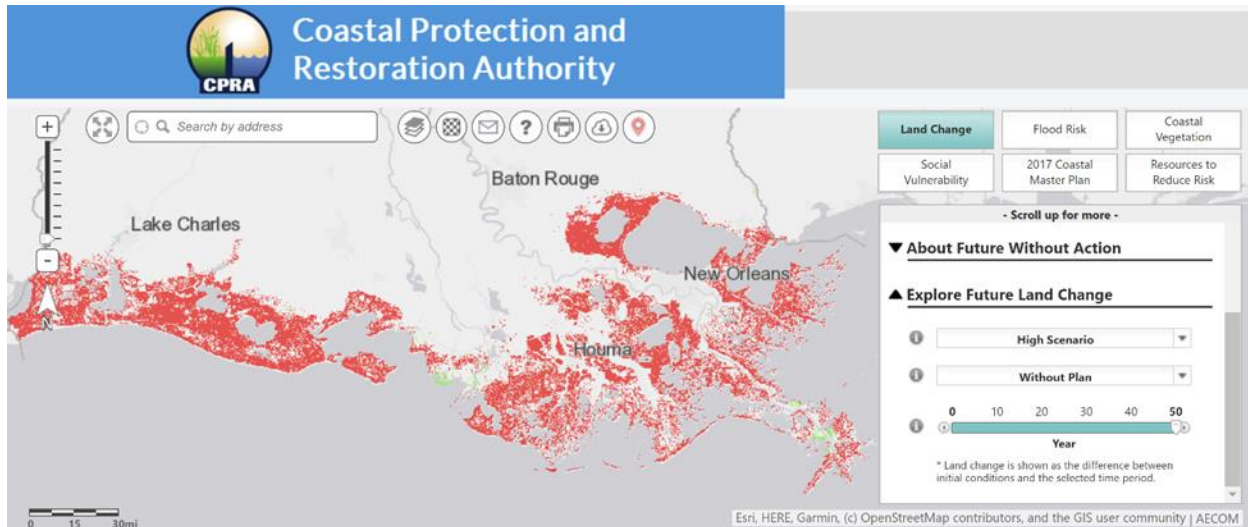 Coastal Protection and
Restoration Authority
CPRA
+
Search by address
?
Land Change
Flood Risk
Coastal
Vegetation
Social
Vulnerability
2017 Coastal
Master Plan
Resources to
Reduce Risk
- Scroll up for more -
About Future Without Action
Explore Future Land Change
High Scenario
Without Plan
0 10 20 30 40 50
Year
* Land change is shown as the difference between
initial conditions and the selected time period.
Baton Rouge
Lake Charles
New Orleans
Houma
-
N
0 15 30mi
Esri, HERE, Garmin, (c) OpenStreetMap contributors, and the GIS user community | AECOM